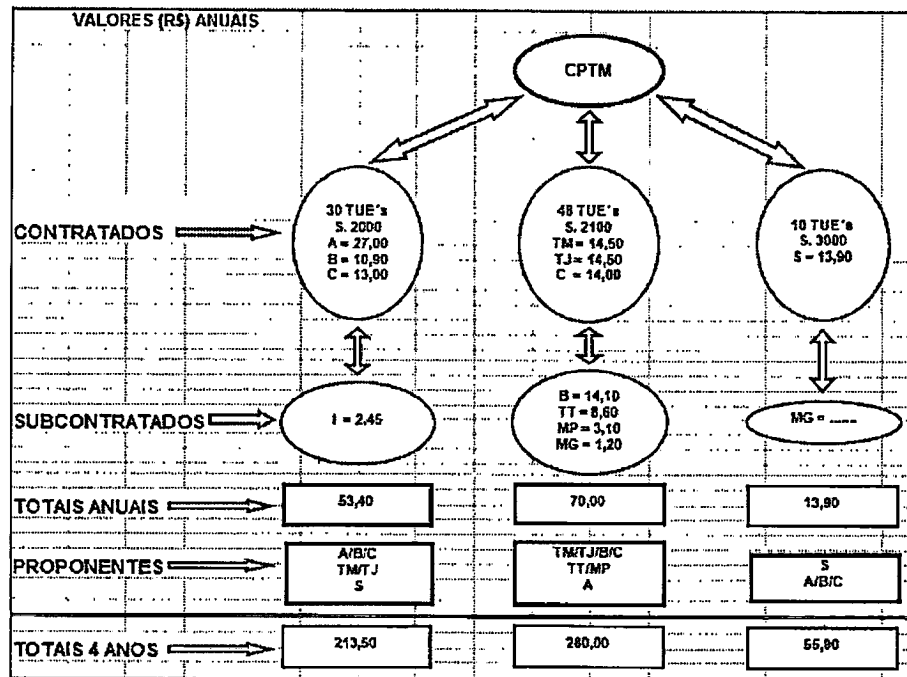 VALORES (R$) ANUAIS
CPTM
CONTRATADOS
30 TUE´s
S. 2000
A = 27,00
B = 10,90
C = 13,00
48 TUE´s
S. 2100
TM = 14,50
TJ = 14,50
C = 14,00
10 TUE´s
S. 3000
S = 13,90
SUBCONTRATADOS
I = 2,45
B = 14,10
TT = 8,60
MP = 3,10
MG = 1,20
MG = -----
TOTAIS ANUAIS
53,40
70,00
13,90
PROPONENTES
A/B/C
TM/TJ
S
TM/TJ/B/C
TT/MP
A
S
A/B/C
TOTAIS 4 ANOS
213,50
280,00